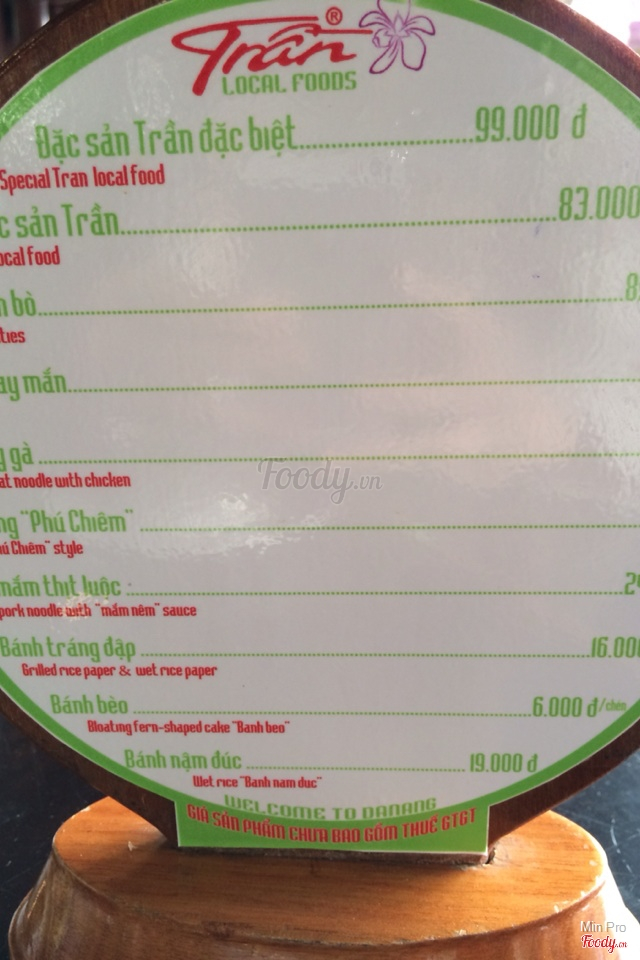 Trần ®
LOCAL FOODS
Đặc sản Trần đặc biệt 99.000 đ
Special Tran local food
sản Trần 83.000
food
bò
mắn
gà
noodle with chicken
"Phú Chiêm"
Chiêm" style
mắm thịt luộc
pork noodle with "mắm nêm" sauce
Bánh tráng đập 16.000
Grilled rice paper & wet rice paper
Bánh bèo 6.000 đ/chén
Bloating fern-shaped cake "Banh beo"
Bánh nậm đúc 19.000 đ
Wet rice "Banh nam duc"
WELCOME TO DANANG
GIÁ SẢN PHẨM CHƯA BAO GỒM THUẾ GTGT
Foody.vn
Min Pro
Foody.vn